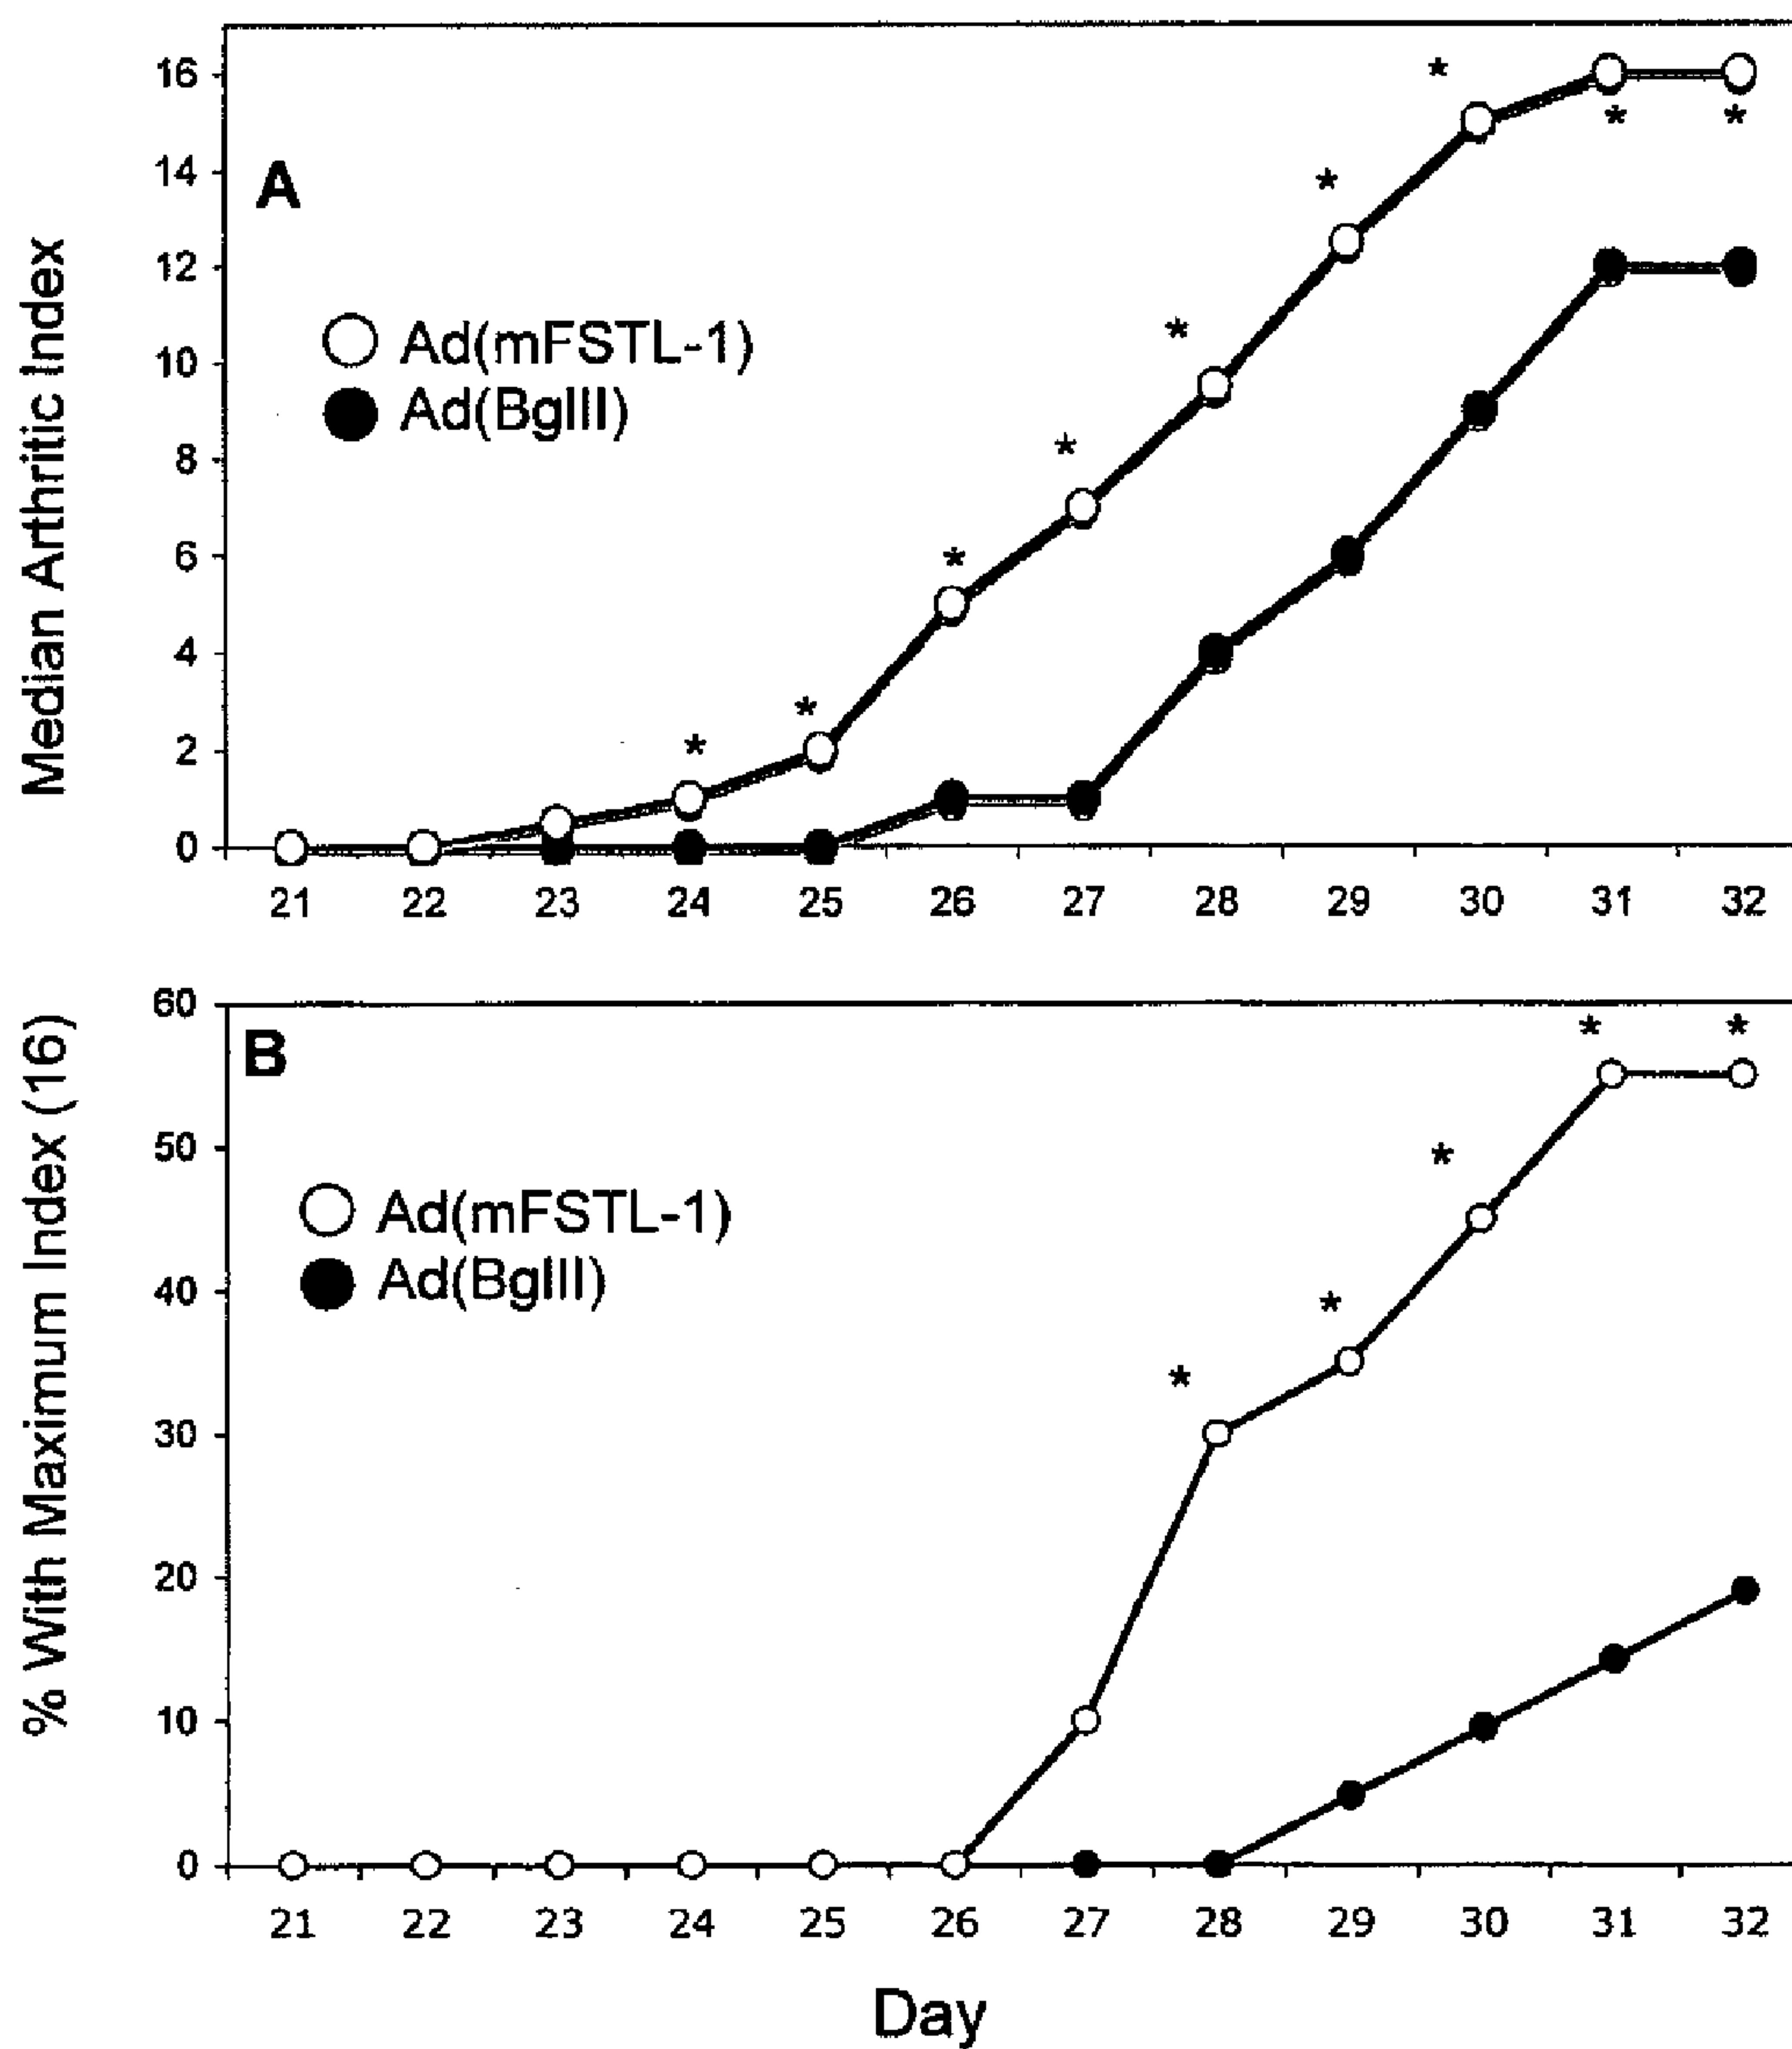 A
Median Arthritic Index
16
14
12
10
8
6
4
2
0
Ad(mFSTL-1)
Ad(BglII)
* * * * * * * * *
21 22 23 24 25 26 27 28 29 30 31 32
B
% With Maximum Index (16)
60
50
40
30
20
10
0
Ad(mFSTL-1)
Ad(BglII)
* * * * *
21 22 23 24 25 26 27 28 29 30 31 32
Day